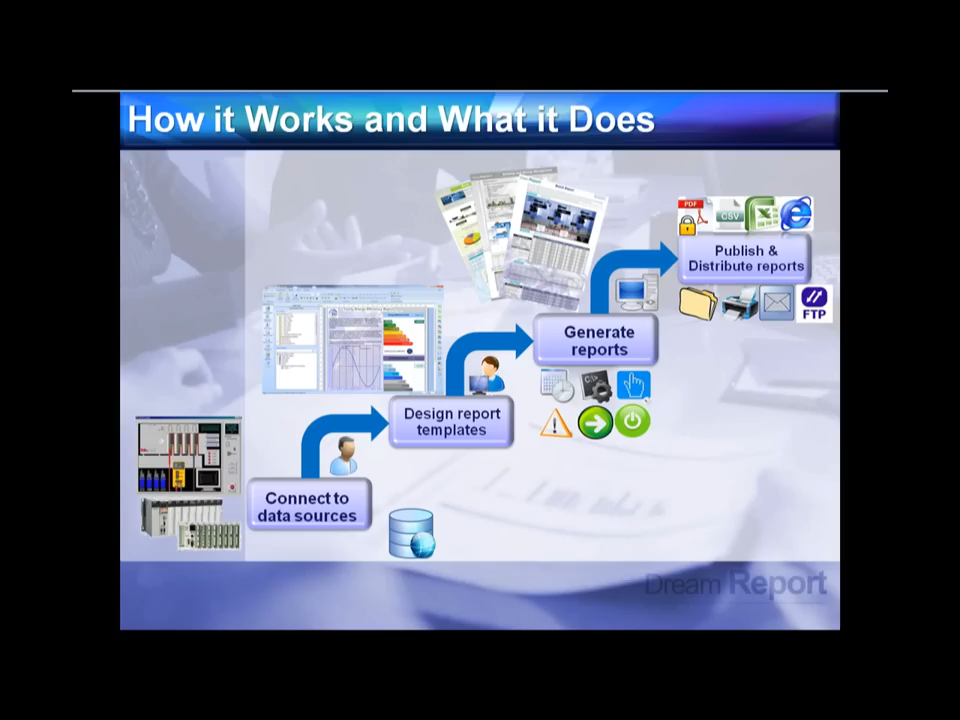 How it Works and What it Does
PDF
CSV
Publish &
Distribute reports
FTP
Generate
reports
Design report
templates
Connect to
data sources
Dream Report